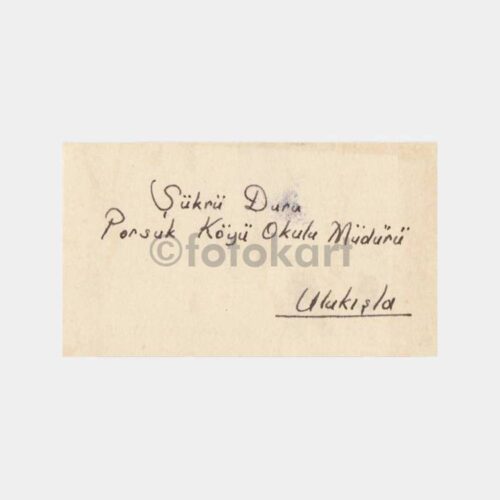 Şükrü Duru
Porsuk Köyü Okulu Müdürü
©fotokart
Ulukışla